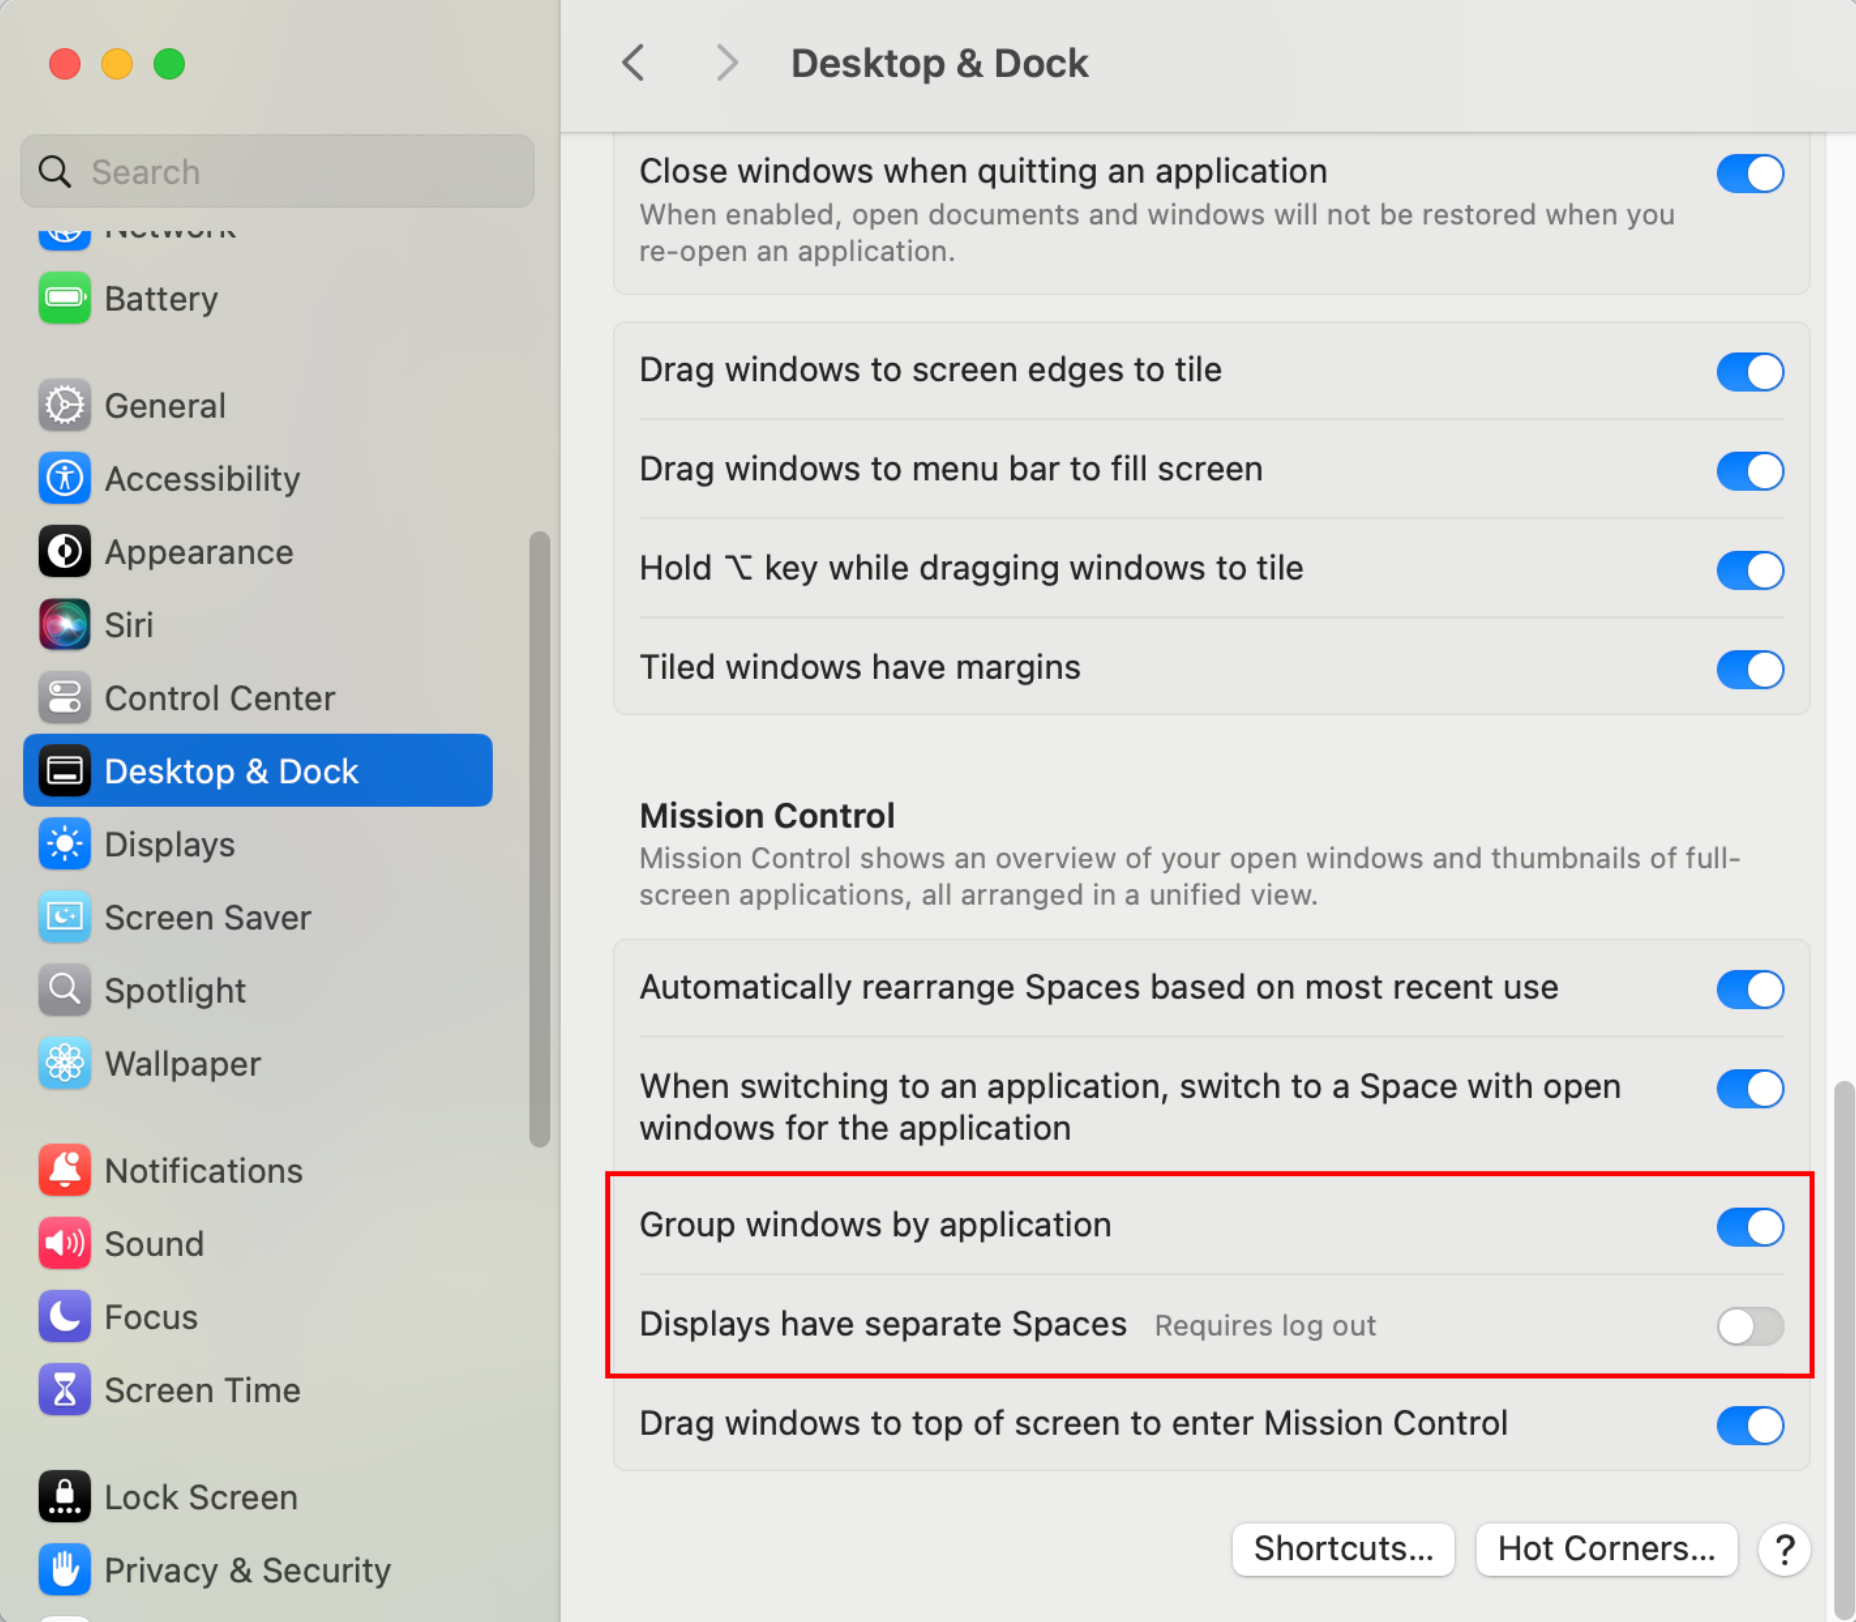 Desktop & Dock
Search
Network
Battery
General
Accessibility
Appearance
Siri
Control Center
Desktop & Dock
Displays
Screen Saver
Spotlight
Wallpaper
Notifications
Sound
Focus
Screen Time
Lock Screen
Privacy & Security
Close windows when quitting an application
When enabled, open documents and windows will not be restored when you
re-open an application.
Drag windows to screen edges to tile
Drag windows to menu bar to fill screen
Hold ⌥ key while dragging windows to tile
Tiled windows have margins
Mission Control
Mission Control shows an overview of your open windows and thumbnails of full-
screen applications, all arranged in a unified view.
Automatically rearrange Spaces based on most recent use
When switching to an application, switch to a Space with open
windows for the application
Group windows by application
Displays have separate Spaces Requires log out
Drag windows to top of screen to enter Mission Control
Shortcuts... Hot Corners... ?